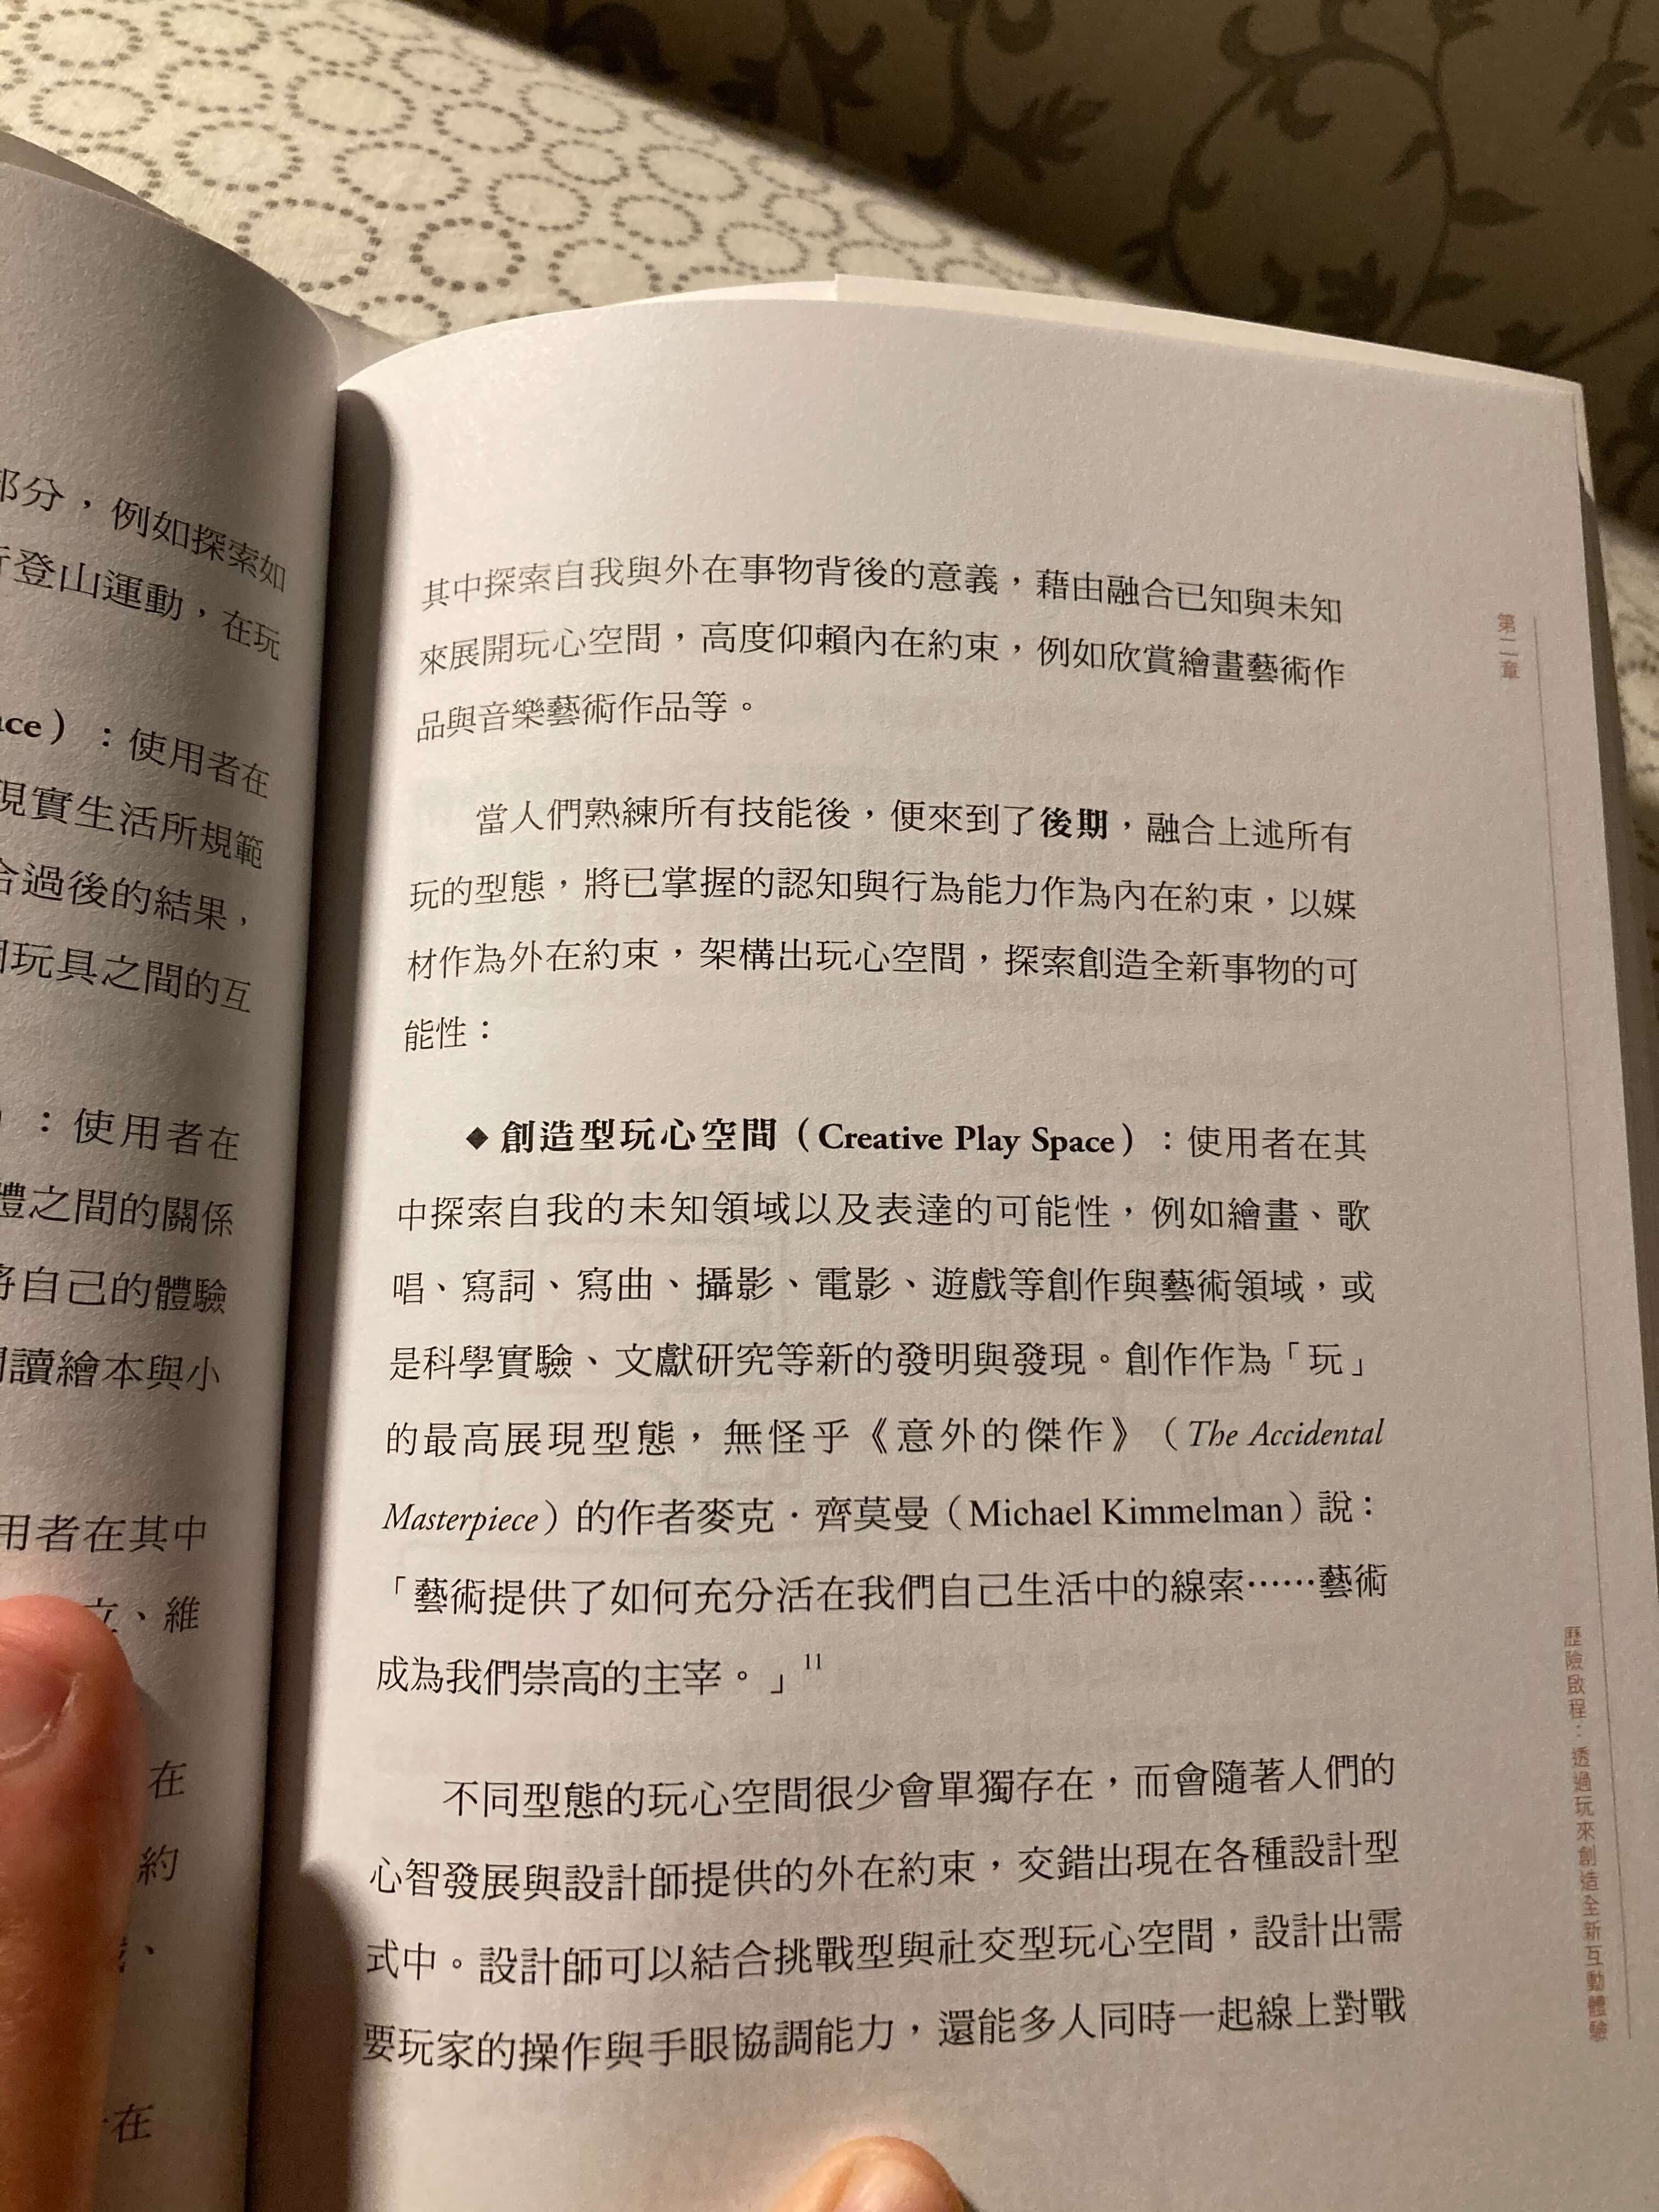 部分，例如探索如
登山運動，在玩
ace）：使用者在
現實生活所規範
合過後的結果，
玩具之間的互
）：使用者在
體之間的關係
將自己的體驗
讀繪本與小
用者在其中
立、維
在
約
、
在
其中探索自我與外在事物背後的意義，藉由融合已知與未知
來展開玩心空間，高度仰賴內在約束，例如欣賞繪畫藝術作
品與音樂藝術作品等。
當人們熟練所有技能後，便來到了後期，融合上述所有
玩的型態，將已掌握的認知與行為能力作為內在約束，以媒
材作為外在約束，架構出玩心空間，探索創造全新事物的可
能性：
◆ 創造型玩心空間（Creative Play Space）：使用者在其
中探索自我的未知領域以及表達的可能性，例如繪畫、歌
唱、寫詞、寫曲、攝影、電影、遊戲等創作與藝術領域，或
是科學實驗、文獻研究等新的發明與發現。創作作為「玩」
的最高展現型態，無怪乎《意外的傑作》（The Accidental
Masterpiece）的作者麥克．齊莫曼（Michael Kimmelman）說：
「藝術提供了如何充分活在我們自己生活中的線索……藝術
成為我們崇高的主宰。」11
不同型態的玩心空間很少會單獨存在，而會隨著人們的
心智發展與設計師提供的外在約束，交錯出現在各種設計型
式中。設計師可以結合挑戰型與社交型玩心空間，設計出需
要玩家的操作與手眼協調能力，還能多人同時一起線上對戰
第二章
歷險啟程：透過玩來創造全新互動體驗